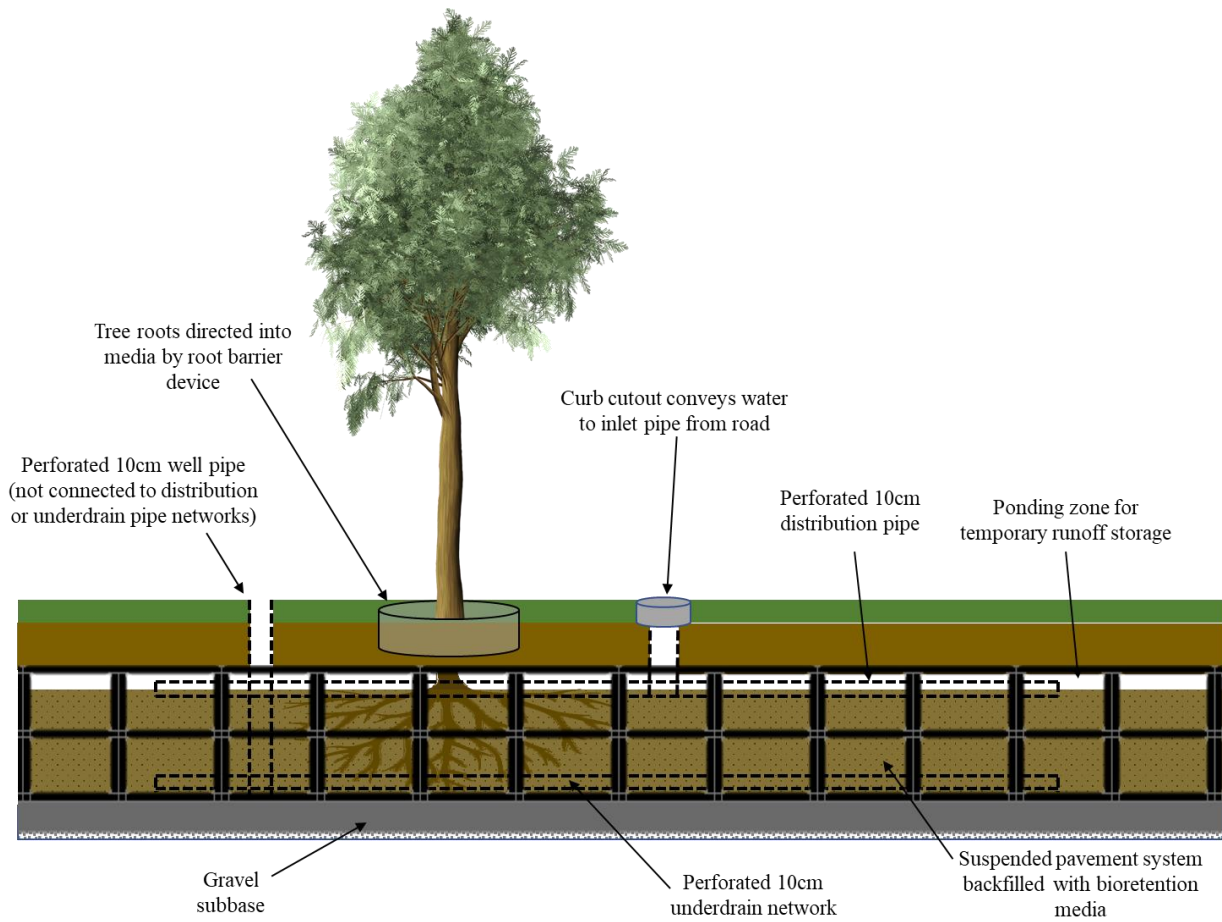 Tree roots directed into
media by root barrier
device
Curb cutout conveys water
to inlet pipe from road
Perforated 10cm well pipe
(not connected to distribution
or underdrain pipe networks)
Perforated 10cm
distribution pipe
Ponding zone for
temporary runoff storage
Gravel
subbase
Perforated 10cm
underdrain network
Suspended pavement system
backfilled with bioretention
media